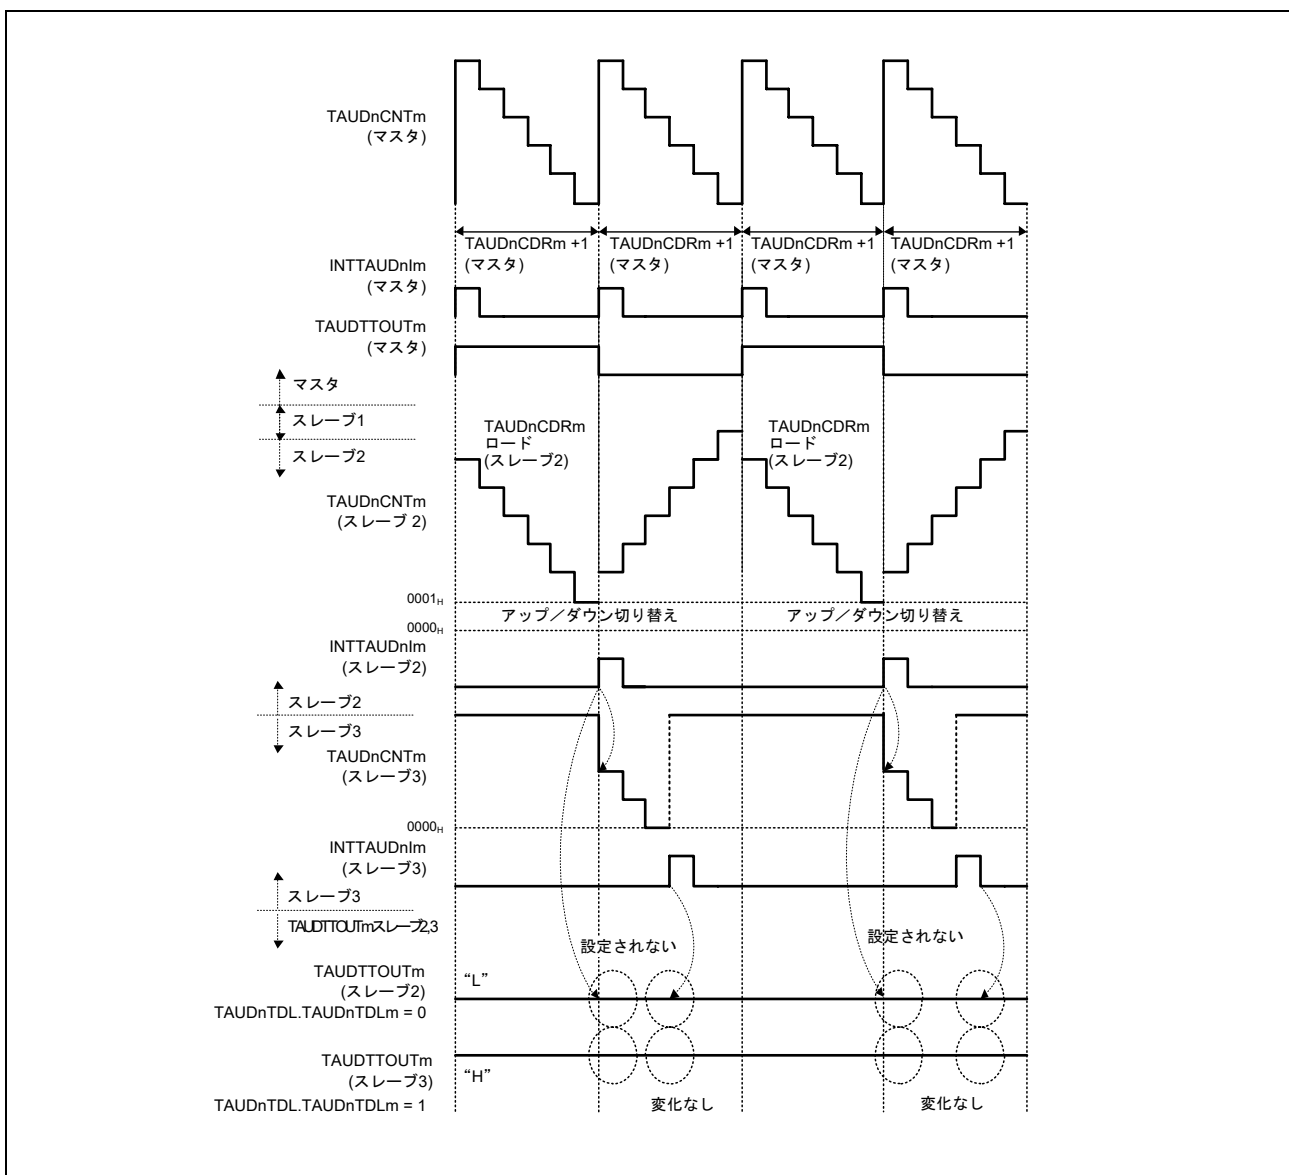 TAUDnCNTm
(マスタ)
TAUDnCDRm +1
(マスタ)
TAUDnCDRm +1
(マスタ)
TAUDnCDRm +1
(マスタ)
TAUDnCDRm +1
(マスタ)
INTTAUDnIm
(マスタ)
TAUDTTOUTm
(マスタ)
マスタ
スレーブ1
スレーブ2
TAUDnCDRm
ロード
(スレーブ2)
TAUDnCDRm
ロード
(スレーブ2)
TAUDnCNTm
(スレーブ 2)
0001H
アップ／ダウン切り替え
アップ／ダウン切り替え
0000H
INTTAUDnIm
(スレーブ2)
スレーブ2
スレーブ3
TAUDnCNTm
(スレーブ3)
0000H
INTTAUDnIm
(スレーブ3)
スレーブ3
TAUDTTOUTmスレーブ2,3
設定されない
設定されない
TAUDTTOUTm
(スレーブ2)
TAUDnTDL.TAUDnTDLm = 0
“L”
TAUDTTOUTm
(スレーブ3)
TAUDnTDL.TAUDnTDLm = 1
“H”
変化なし
変化なし